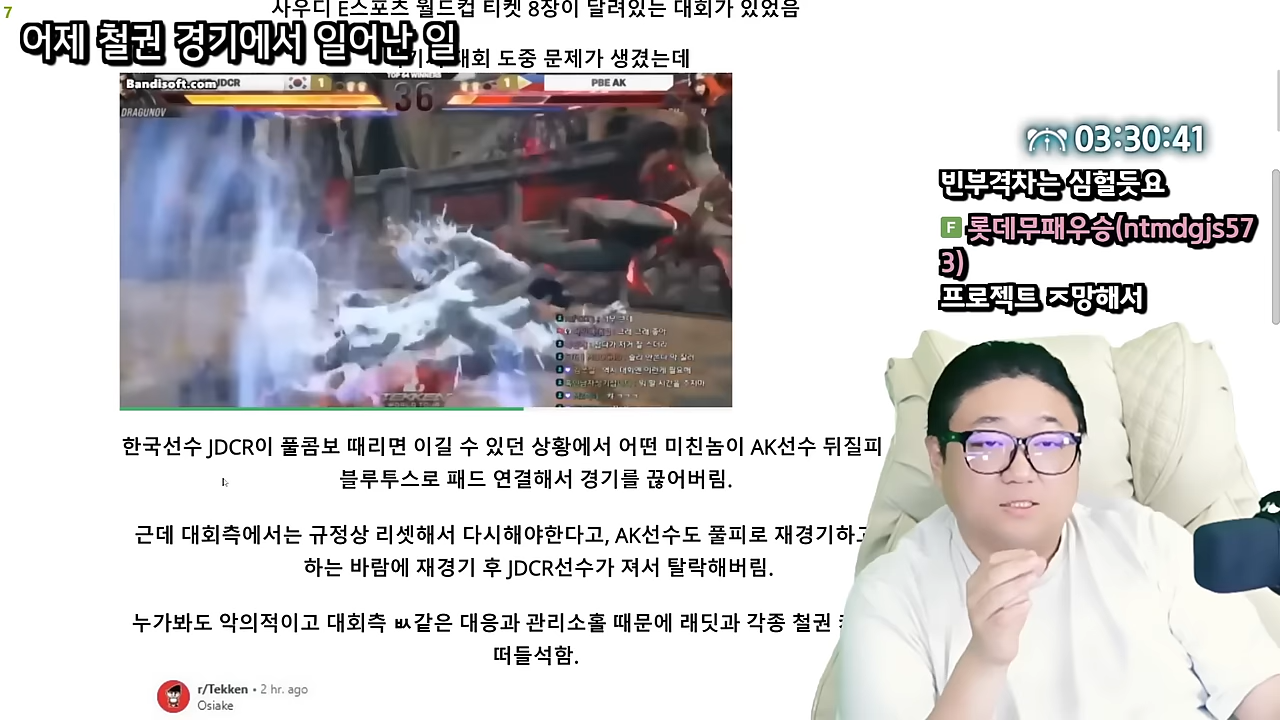 7
사우디 E스포츠 월드컵 티켓 8장이 달려있는 대회가 있었음
어제 철권 경기에서 일어난 일
대회 도중 문제가 생겼는데
Bandisoft.com
JDCR
1
TOP 64 WINNERS
1
PBE AK
36
DRAGUNOV
03:30:41
빈부격차는 심헐듯요
F 롯데무패우승(ntmdgjs57
3)
프로젝트 ㅈ망해서
TEKKEN
한국선수 JDCR이 풀콤보 때리면 이길 수 있던 상황에서 어떤 미친놈이 AK선수 뒤질피
블루투스로 패드 연결해서 경기를 끊어버림.
근데 대회측에서는 규정상 리셋해서 다시해야한다고, AK선수도 풀피로 재경기하고
하는 바람에 재경기 후 JDCR선수가 져서 탈락해버림.
누가봐도 악의적이고 대회측 ㅄ같은 대응과 관리소홀 때문에 래딧과 각종 철권
떠들석함.
r/Tekken • 2 hr. ago
Osiake